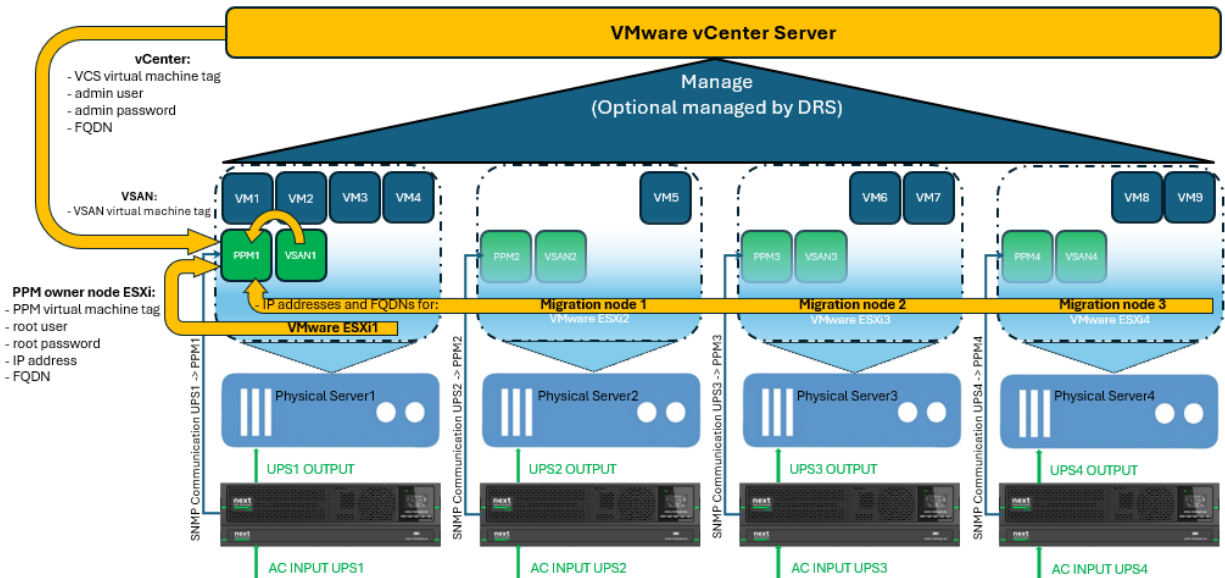 VMware vCenter Server
vCenter:
- VCS virtual machine tag
- admin user
- admin password
- FQDN
Manage
(Optional managed by DRS)
VSAN:
- VSAN virtual machine tag
VM1
VM2
VM3
VM4
VM5
VM6
VM7
VM8
VM9
PPM1
VSAN1
PPM2
VSAN2
PPM3
VSAN3
PPM4
VSAN4
PPM owner node ESXi:
- PPM virtual machine tag
- root user
- root password
- IP address
- FQDN
- IP addresses and FQDNs for:
Migration node 1
Migration node 2
Migration node 3
VMware ESXi1
VMware ESXi2
VMware ESXi3
VMware ESXi4
SNMP Communication UPS1 -> PPM1
SNMP Communication UPS2 -> PPM2
SNMP Communication UPS3 -> PPM3
SNMP Communication UPS4 -> PPM4
Physical Server1
Physical Server2
Physical Server3
Physical Server4
UPS1 OUTPUT
UPS2 OUTPUT
UPS3 OUTPUT
UPS4 OUTPUT
next
next
next
next
next
next
next
next
AC INPUT UPS1
AC INPUT UPS2
AC INPUT UPS3
AC INPUT UPS4